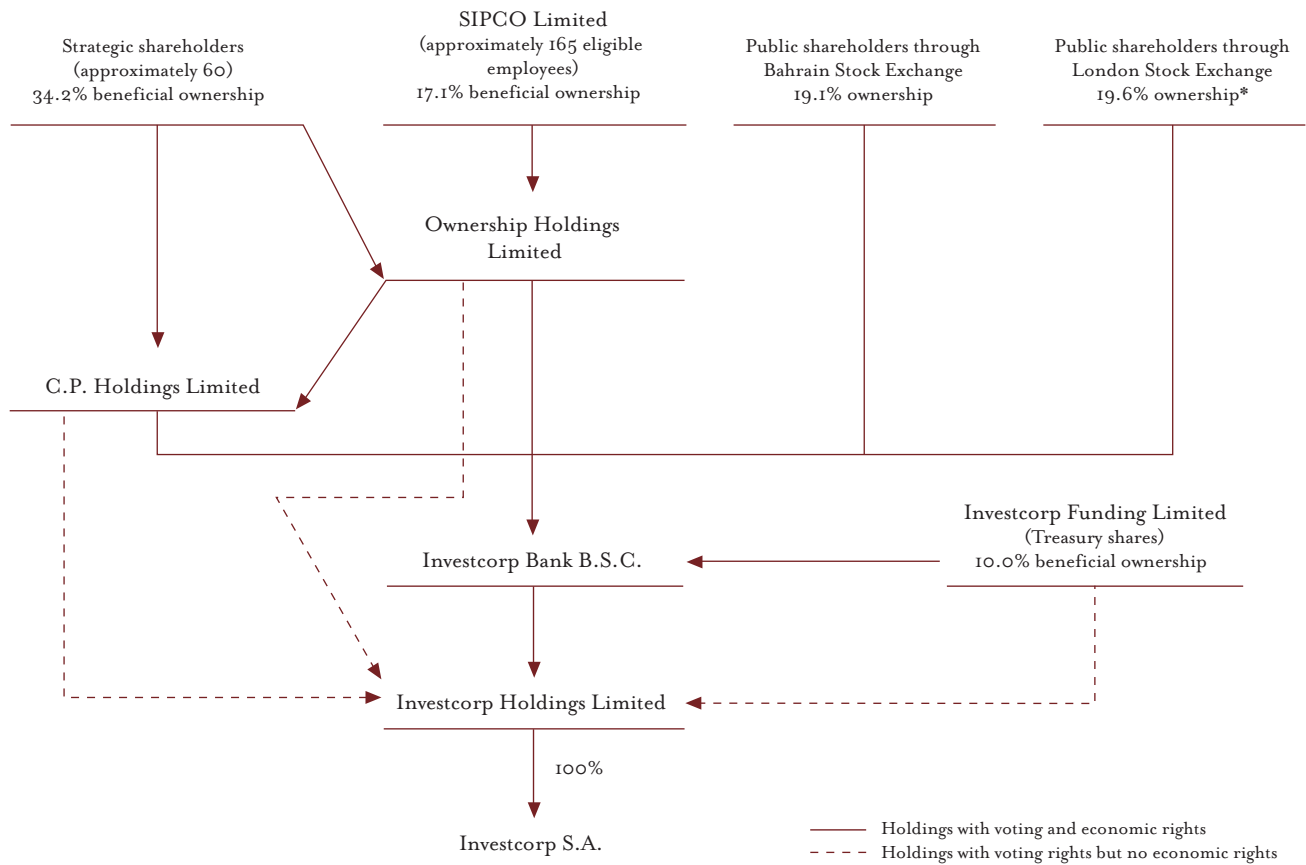 Strategic shareholders
(approximately 60)
34.2% beneficial ownership
SIPCO Limited
(approximately 165 eligible
employees)
17.1% beneficial ownership
Public shareholders through
Bahrain Stock Exchange
19.1% ownership
Public shareholders through
London Stock Exchange
19.6% ownership*
Ownership Holdings
Limited
C.P. Holdings Limited
Investcorp Bank B.S.C.
Investcorp Funding Limited
(Treasury shares)
10.0% beneficial ownership
Investcorp Holdings Limited
100%
Investcorp S.A.
Holdings with voting and economic rights
Holdings with voting rights but no economic rights